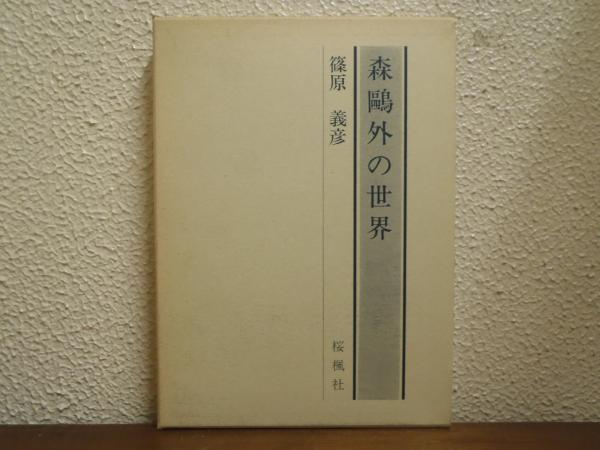 森鷗外の世界
篠原 義彦
桜楓社